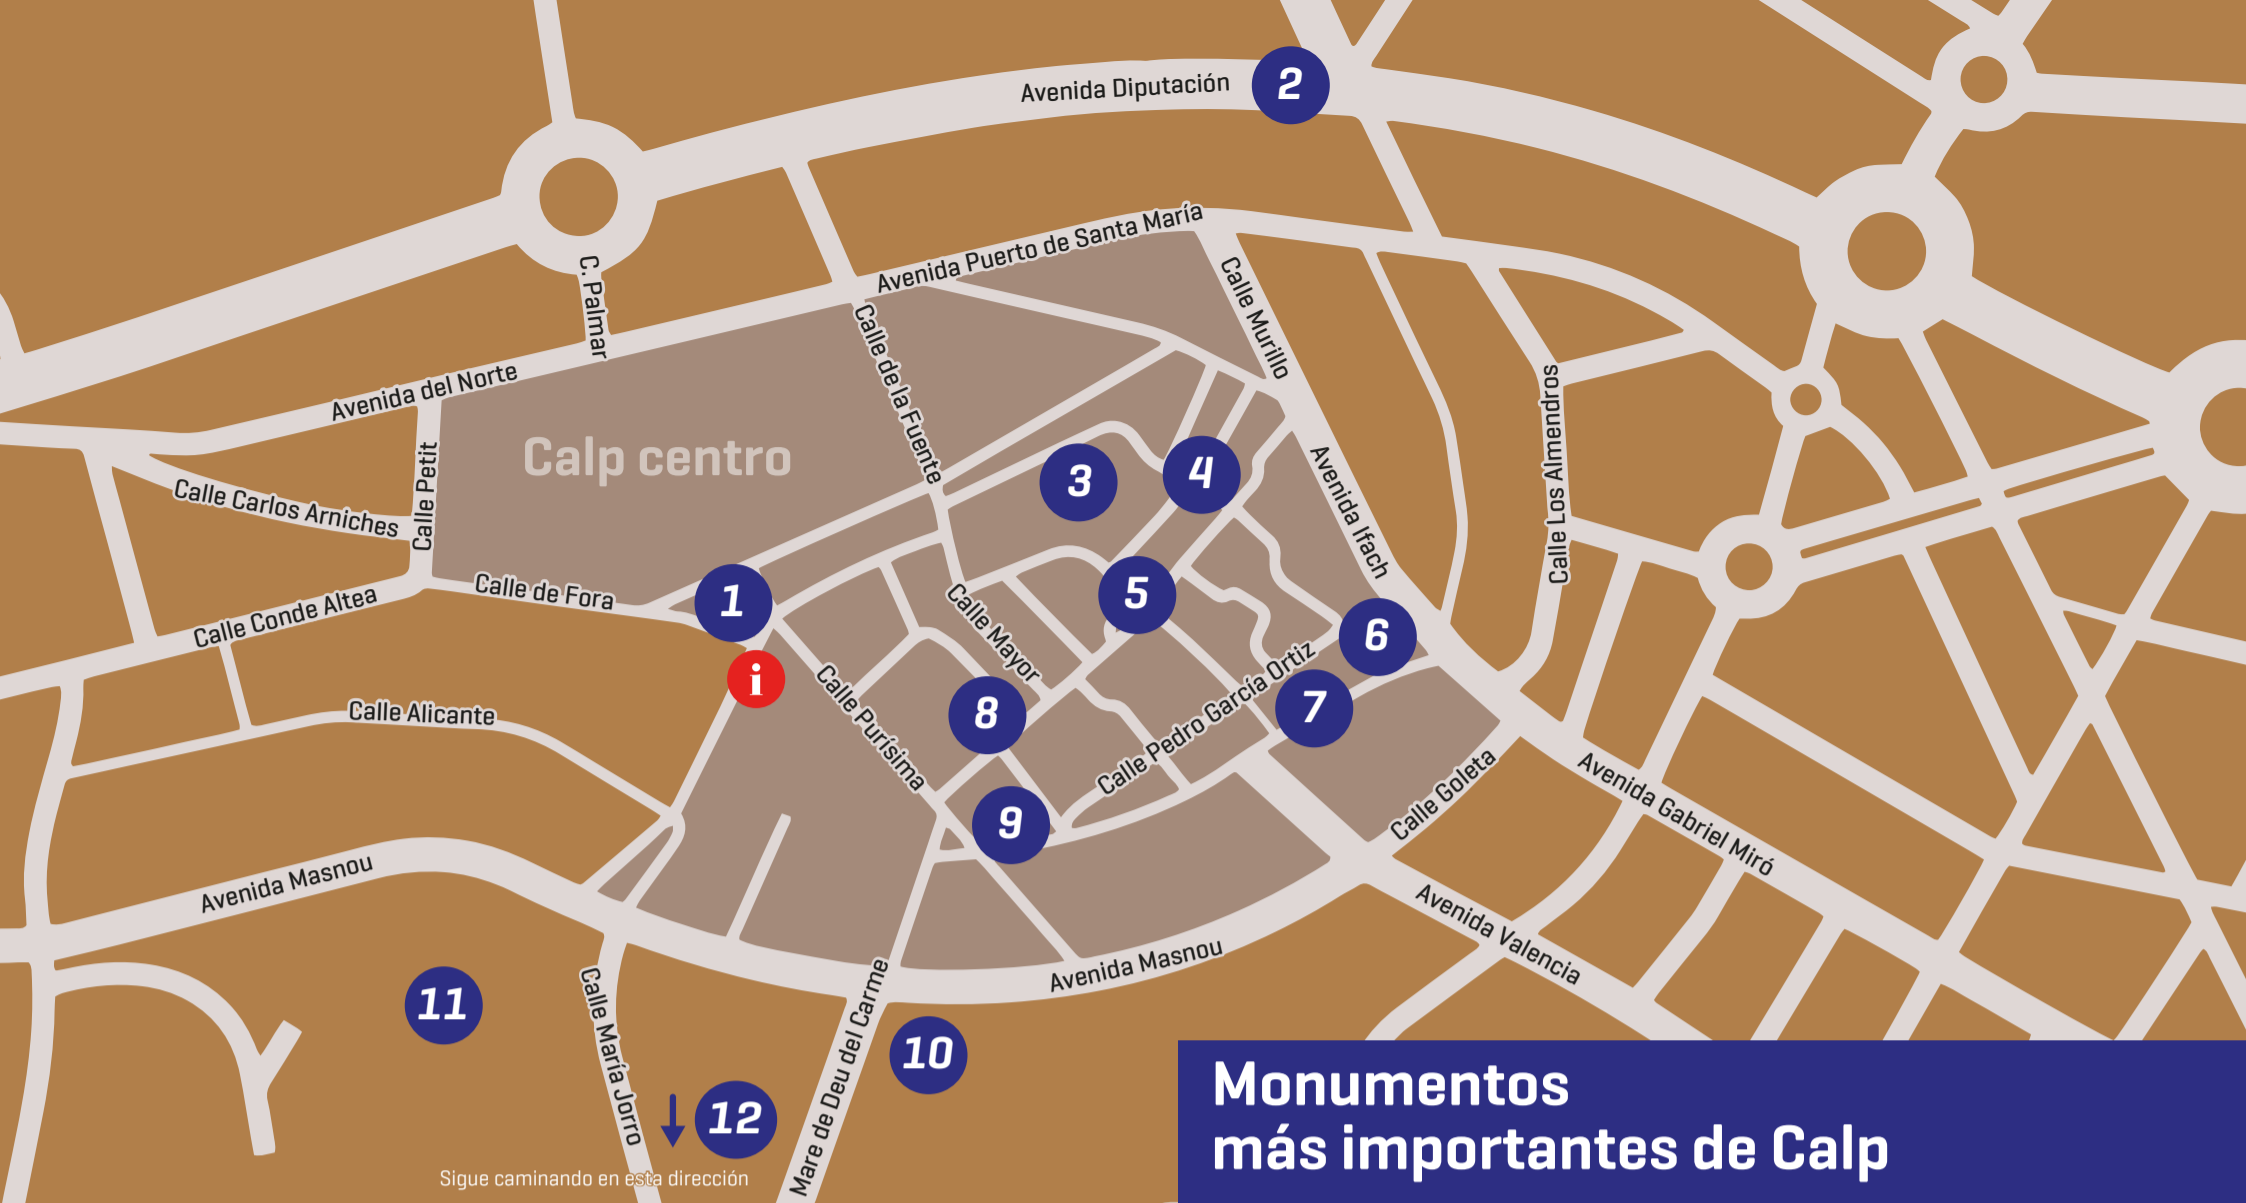 Avenida Diputación
2
Avenida Puerto de Santa María
C. Palmar
Calle Murillo
Calle de la Fuente
Avenida del Norte
Calp centro
Calle Petit
Calle Carlos Arniches
3
4
Avenida Ifach
Calle Los Almendros
Calle de Fora
1
5
Calle Conde Altea
Calle Mayor
6
i
Calle Purísima
Calle Pedro García Ortiz
7
8
Calle Alicante
Calle Goleta
Avenida Gabriel Miró
9
Avenida Masnou
Avenida Valencia
Avenida Masnou
11
Calle María Jorro
Mare de Deu del Carme
10
12
Sigue caminando en esta dirección
Monumentos
más importantes de Calp